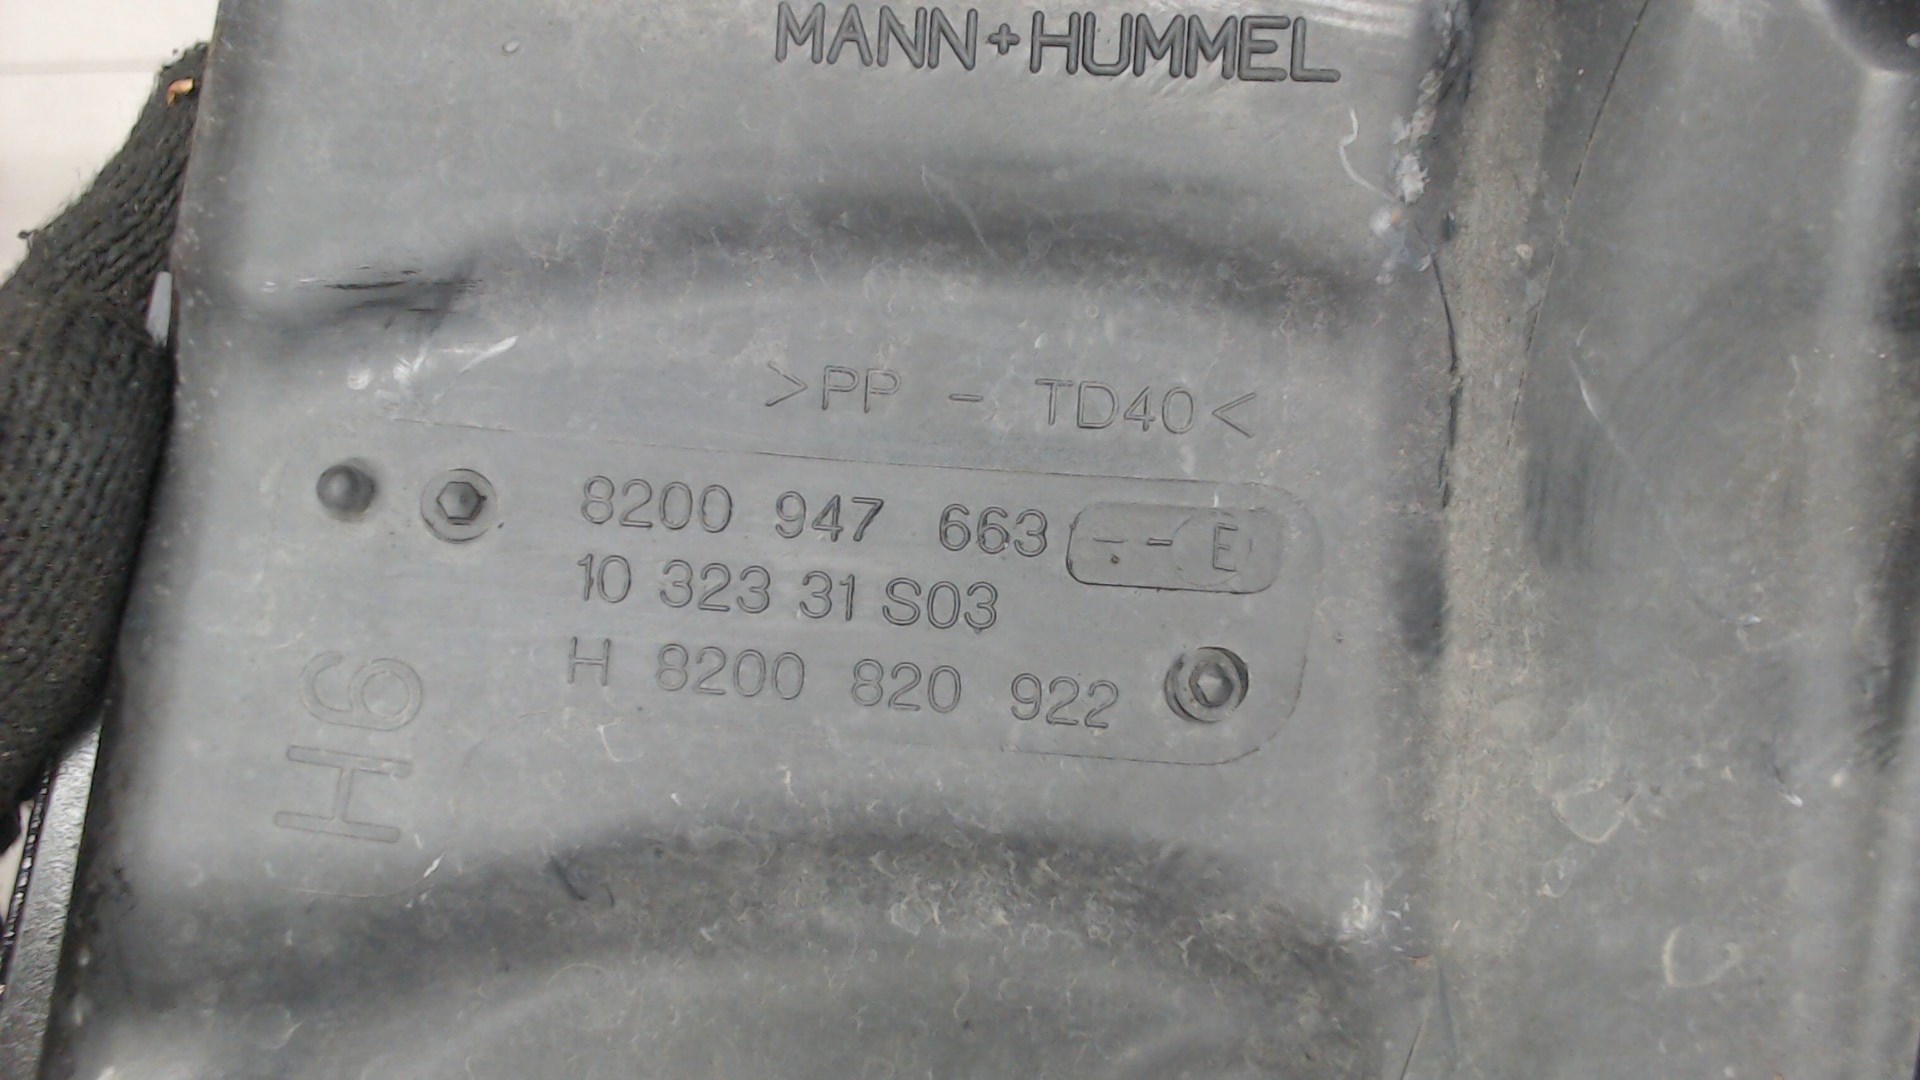 MANN+HUMMEL
>PP - TD40<
8200 947 663 --E
10 323 31 S03
H 8200 820 922
H6